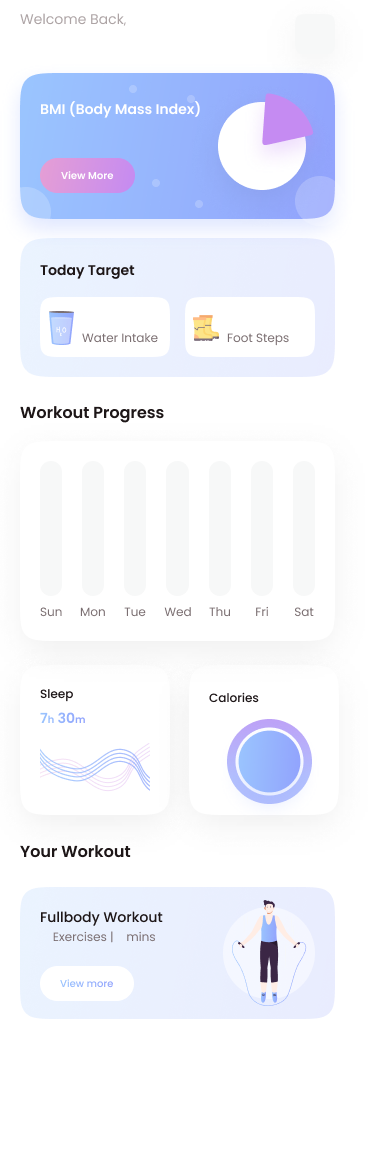 Welcome Back,
BMI (Body Mass Index)
View More
Today Target
H₂O
Water Intake
Foot Steps
Workout Progress
Sun Mon Tue Wed Thu Fri Sat
Sleep
7h 30m
Calories
Your Workout
Fullbody Workout
Exercises | mins
View more